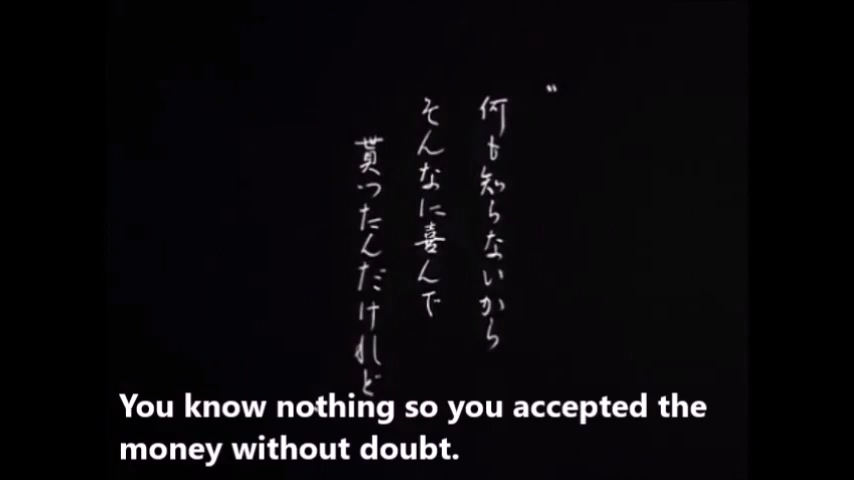 〝何も知らないから
そんなに喜んで
貰つたんだけれど
You know nothing so you accepted the
money without doubt.